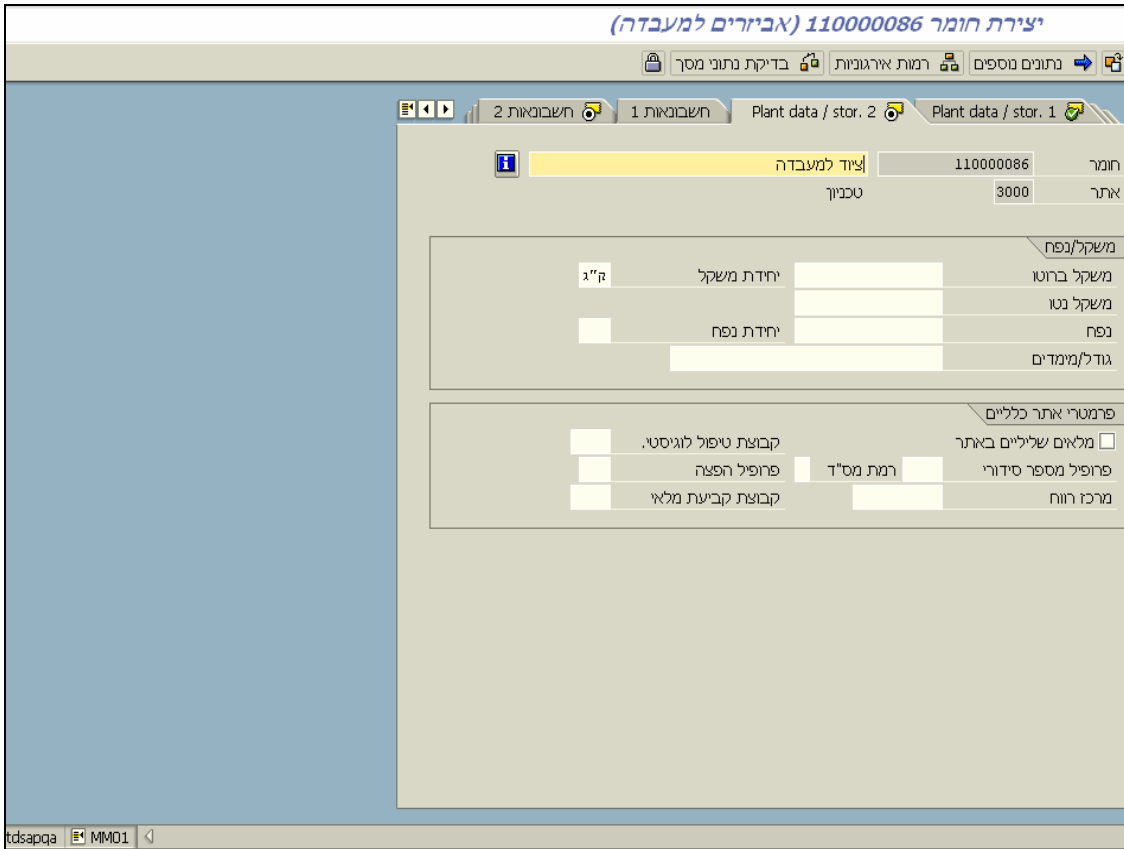 יצירת חומר 110000086 (אביזרים למעבדה)
נתונים נוספים רמות אירגוניות בדיקת נתוני מסך
Plant data / stor. 1 Plant data / stor. 2 חשבונאות 1 חשבונאות 2
חומר 110000086 ציוד למעבדה
אתר 3000 טכניון
משקל/נפח
משקל ברוטו יחידת משקל ק"ג
משקל נטו
נפח יחידת נפח
גודל/מימדים
פרמטרי אתר כלליים
מלאים שליליים באתר קבוצת טיפול לוגיסטי.
פרופיל מספר סידורי רמת מס"ד פרופיל הפצה
מרכז רווח קבוצת קביעת מלאי
tdsapqa MM01